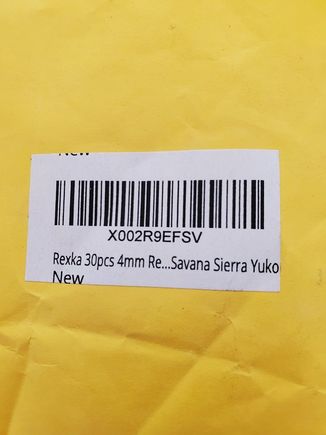 New
X002R9EFSV
Rexka 30pcs 4mm Re...Savana Sierra Yuko
New